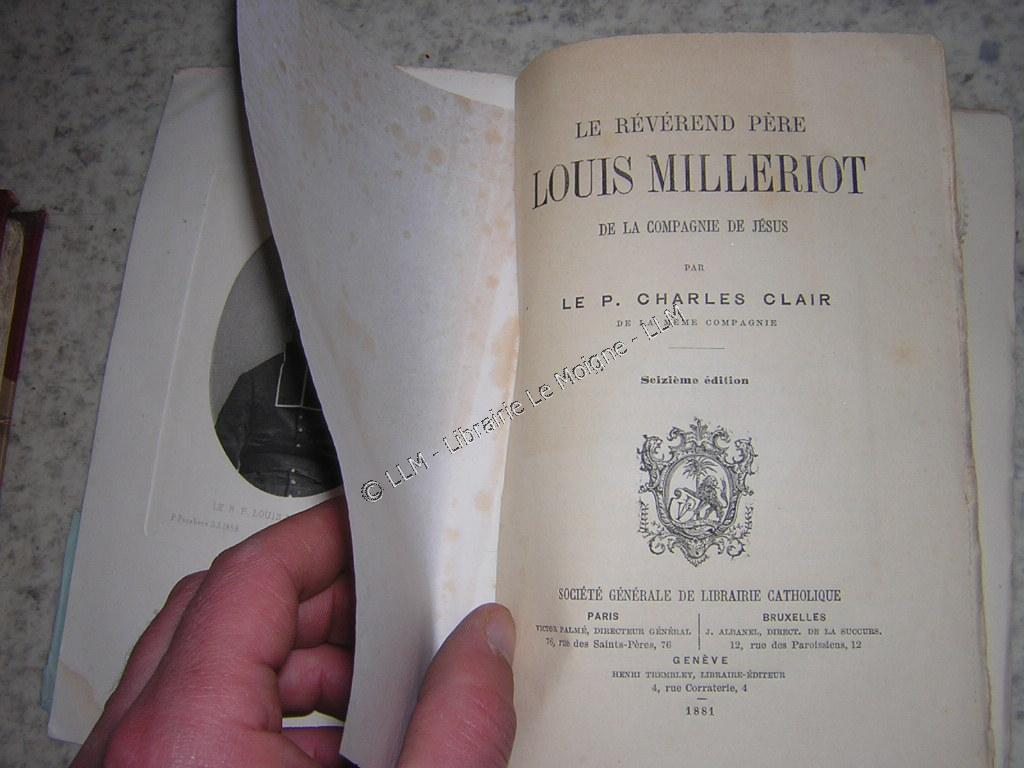 LE R. P. LOUIS
LE RÉVÉREND PÈRE
LOUIS MILLERIOT
DE LA COMPAGNIE DE JÉSUS
PAR
LE P. CHARLES CLAIR
DE LA MÊME COMPAGNIE
Seizième édition
SOCIÉTÉ GÉNÉRALE DE LIBRAIRIE CATHOLIQUE
PARIS
VICTOR PALMÉ, DIRECTEUR GÉNÉRAL
76, rue des Saints-Pères, 76
BRUXELLES
J. ALBANEL, DIRECT. DE LA SUCCURS.
12, rue des Paroissiens, 12
GENÈVE
HENRI TREMBLEY, LIBRAIRE-ÉDITEUR
4, rue Corraterie, 4
1881
© LLM - Librairie Le Moigne - LLM